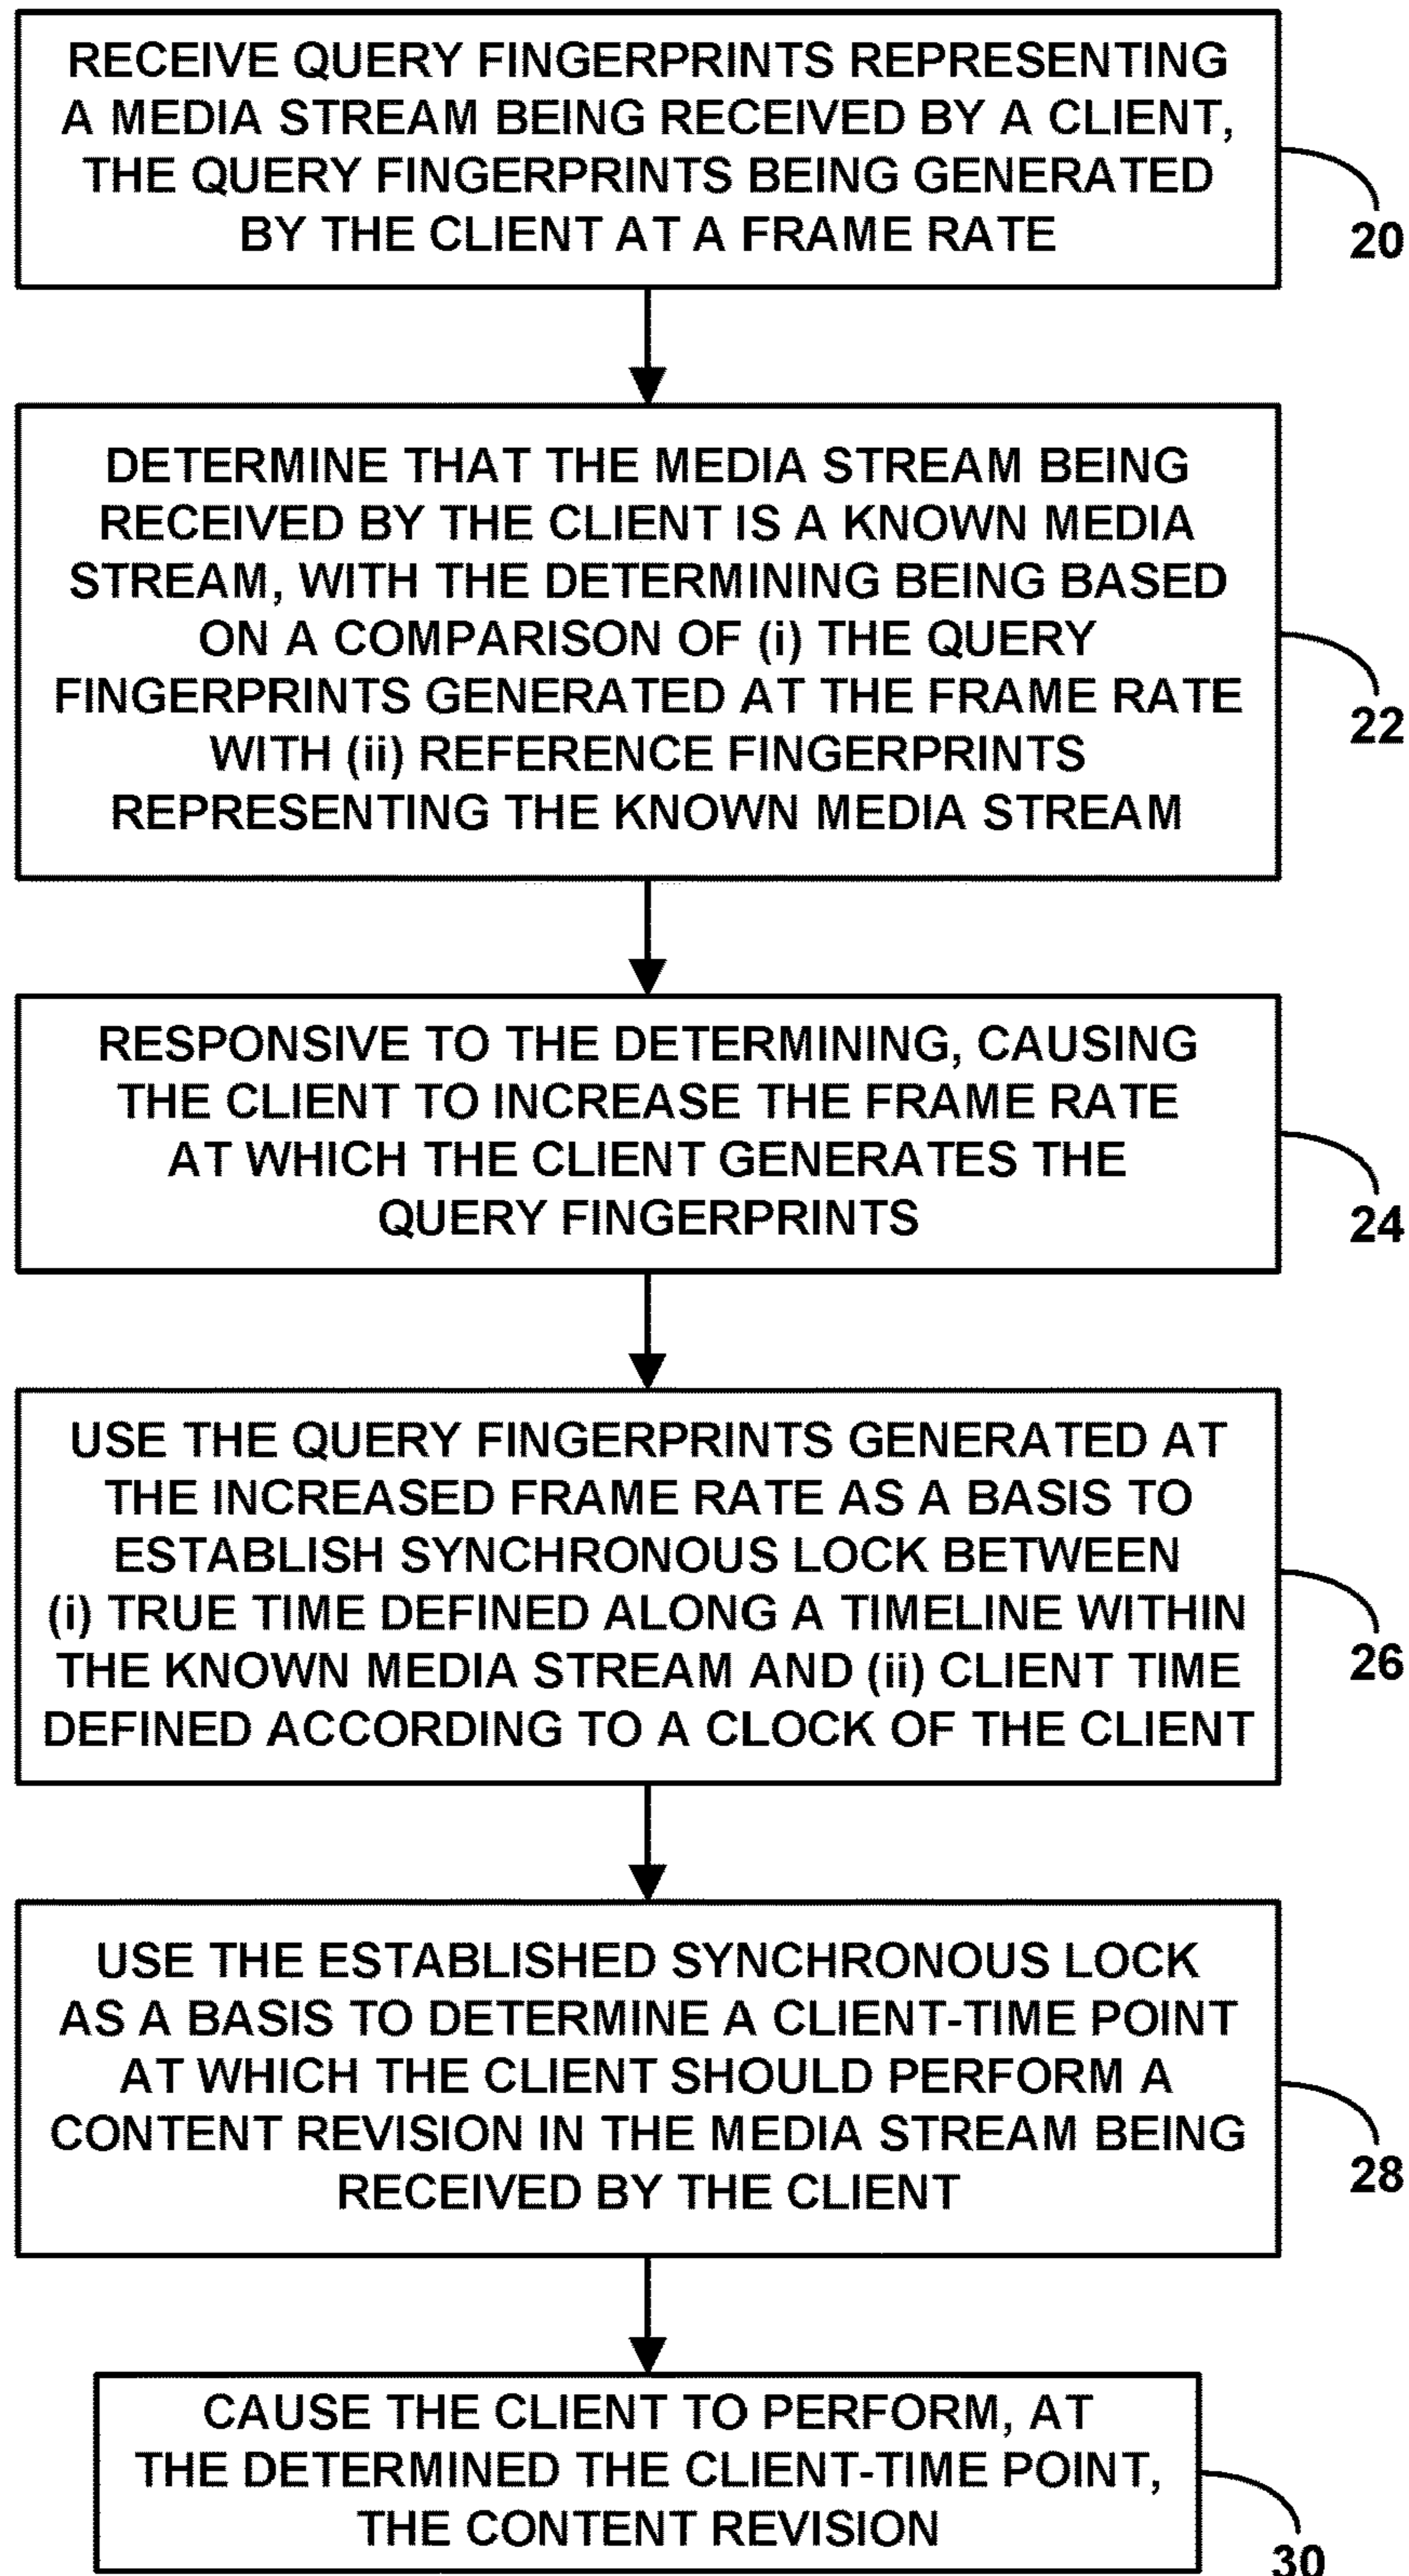 RECEIVE QUERY FINGERPRINTS REPRESENTING
A MEDIA STREAM BEING RECEIVED BY A CLIENT,
THE QUERY FINGERPRINTS BEING GENERATED
BY THE CLIENT AT A FRAME RATE
20
DETERMINE THAT THE MEDIA STREAM BEING
RECEIVED BY THE CLIENT IS A KNOWN MEDIA
STREAM, WITH THE DETERMINING BEING BASED
ON A COMPARISON OF (i) THE QUERY
FINGERPRINTS GENERATED AT THE FRAME RATE
WITH (ii) REFERENCE FINGERPRINTS
REPRESENTING THE KNOWN MEDIA STREAM
22
RESPONSIVE TO THE DETERMINING, CAUSING
THE CLIENT TO INCREASE THE FRAME RATE
AT WHICH THE CLIENT GENERATES THE
QUERY FINGERPRINTS
24
USE THE QUERY FINGERPRINTS GENERATED AT
THE INCREASED FRAME RATE AS A BASIS TO
ESTABLISH SYNCHRONOUS LOCK BETWEEN
(i) TRUE TIME DEFINED ALONG A TIMELINE WITHIN
THE KNOWN MEDIA STREAM AND (ii) CLIENT TIME
DEFINED ACCORDING TO A CLOCK OF THE CLIENT
26
USE THE ESTABLISHED SYNCHRONOUS LOCK
AS A BASIS TO DETERMINE A CLIENT-TIME POINT
AT WHICH THE CLIENT SHOULD PERFORM A
CONTENT REVISION IN THE MEDIA STREAM BEING
RECEIVED BY THE CLIENT
28
CAUSE THE CLIENT TO PERFORM, AT
THE DETERMINED THE CLIENT-TIME POINT,
THE CONTENT REVISION
30